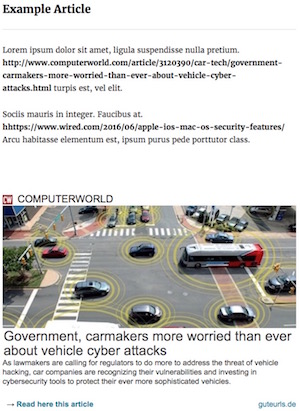 Example Article
Lorem ipsum dolor sit amet, ligula suspendisse nulla pretium.
http://www.computerworld.com/article/3120390/car-tech/government-
carmakers-more-worried-than-ever-about-vehicle-cyber-
attacks.html turpis est, vel elit.
Sociis mauris in integer. Faucibus at.
hhttps://www.wired.com/2016/06/apple-ios-mac-os-security-features/
Arcu habitasse elementum est, ipsum purus pede porttutor class.
CW COMPUTERWORLD
Government, carmakers more worried than ever
about vehicle cyber attacks
As lawmakers are calling for regulators to do more to address the threat of vehicle
hacking, car companies are recognizing their vulnerabilities and investing in
cybersecurity tools to protect their ever more sophisticated vehicles.
→ Read here this article
guteurls.de